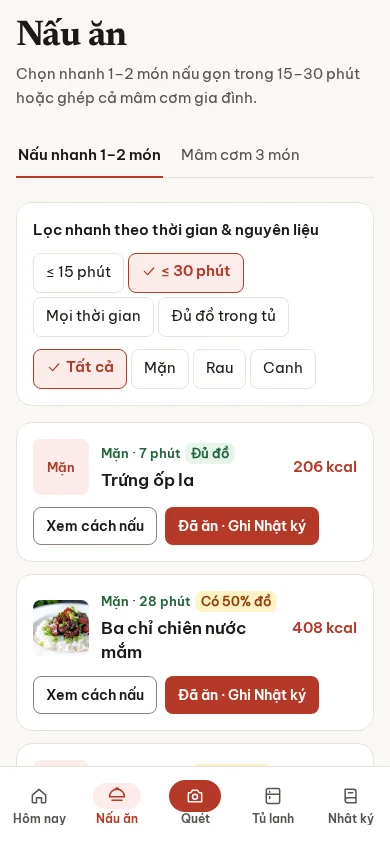 Nấu ăn
Chọn nhanh 1–2 món nấu gọn trong 15–30 phút
hoặc ghép cả mâm cơm gia đình.
Nấu nhanh 1–2 món
Mâm cơm 3 món
Lọc nhanh theo thời gian & nguyên liệu
≤ 15 phút
≤ 30 phút
Mọi thời gian
Đủ đồ trong tủ
Tất cả
Mặn
Rau
Canh
Mặn
Mặn · 7 phút Đủ đồ
Trứng ốp la
206 kcal
Xem cách nấu
Đã ăn · Ghi Nhật ký
Mặn · 28 phút Có 50% đồ
Ba chỉ chiên nước
mắm
408 kcal
Xem cách nấu
Đã ăn · Ghi Nhật ký
Hôm nay
Nấu ăn
Quét
Tủ lạnh
Nhật ký